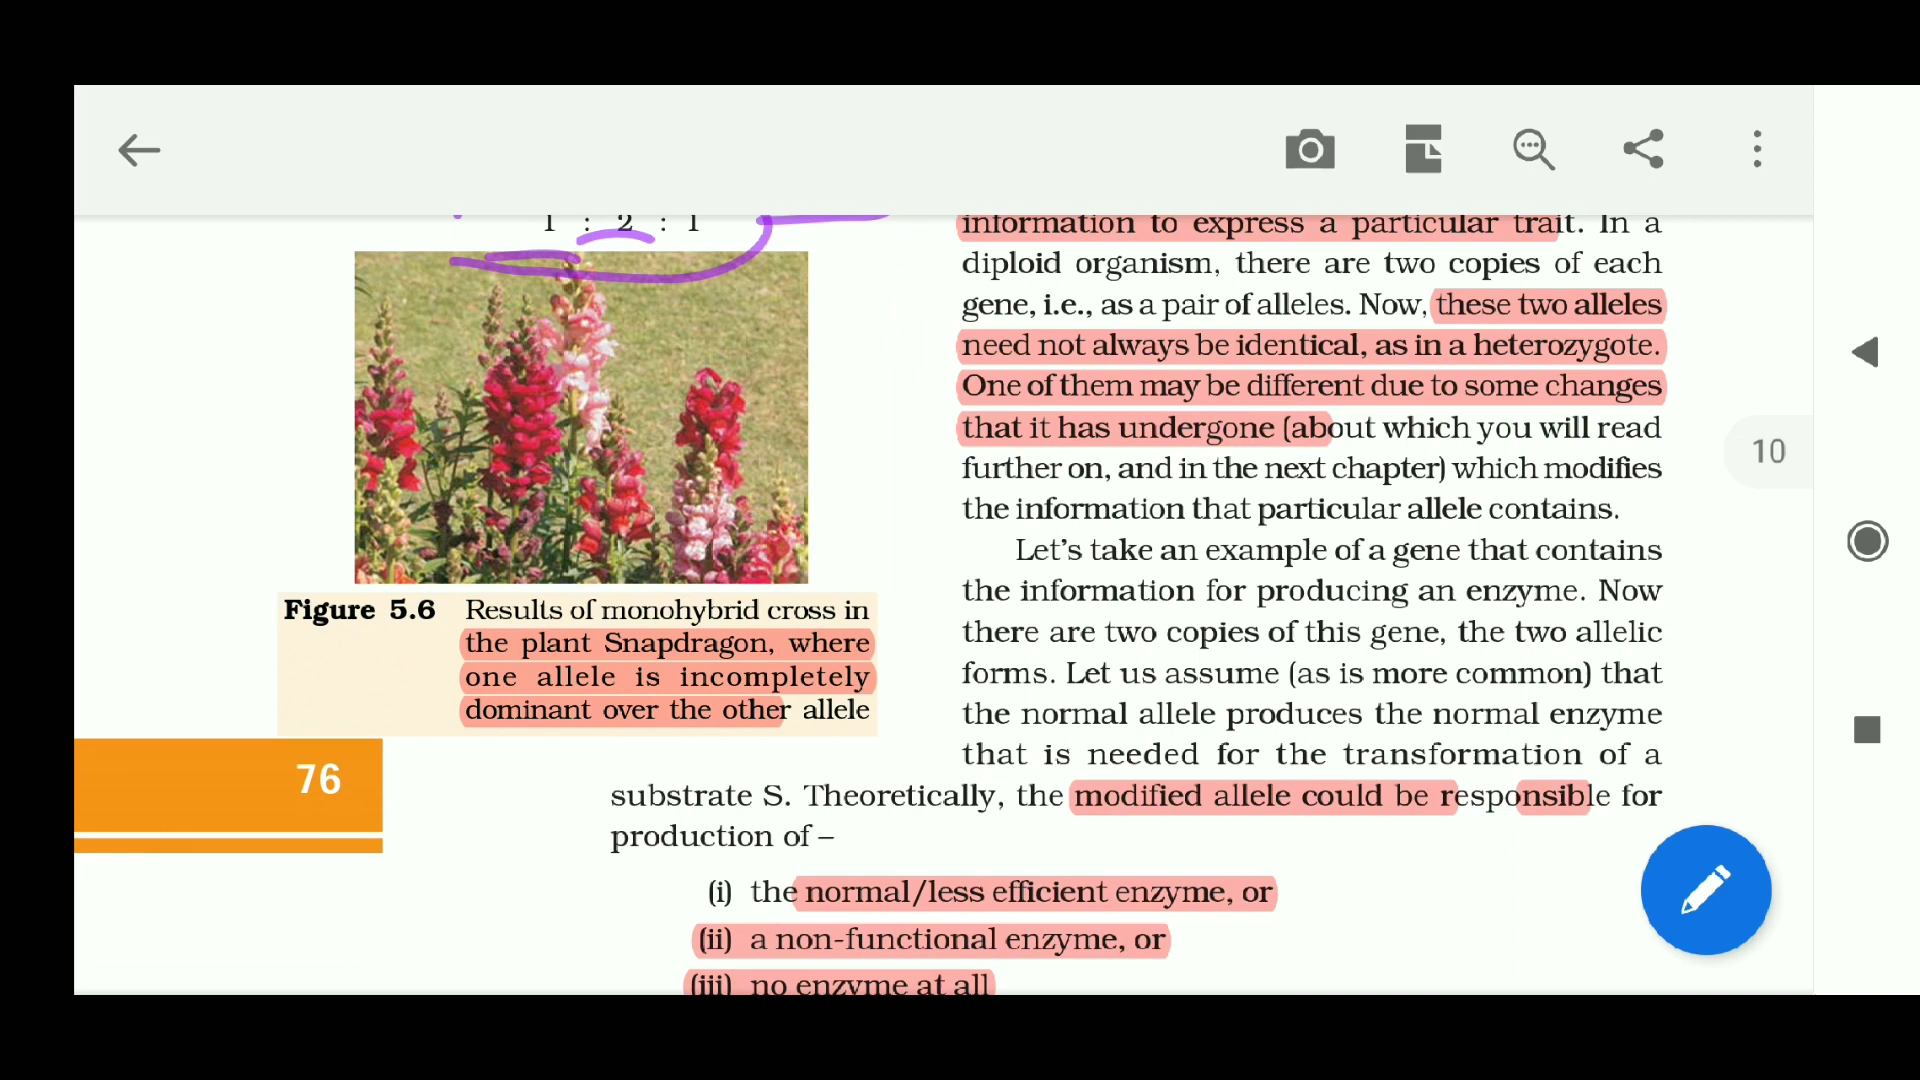 1 : 2 : 1
Figure 5.6 Results of monohybrid cross in
the plant Snapdragon, where
one allele is incompletely
dominant over the other allele
76
information to express a particular trait. In a
diploid organism, there are two copies of each
gene, i.e., as a pair of alleles. Now, these two alleles
need not always be identical, as in a heterozygote.
One of them may be different due to some changes
that it has undergone (about which you will read
further on, and in the next chapter) which modifies
the information that particular allele contains.
Let's take an example of a gene that contains
the information for producing an enzyme. Now
there are two copies of this gene, the two allelic
forms. Let us assume (as is more common) that
the normal allele produces the normal enzyme
that is needed for the transformation of a
substrate S. Theoretically, the modified allele could be responsible for
production of –
(i) the normal/less efficient enzyme, or
(ii) a non-functional enzyme, or
(iii) no enzyme at all
10